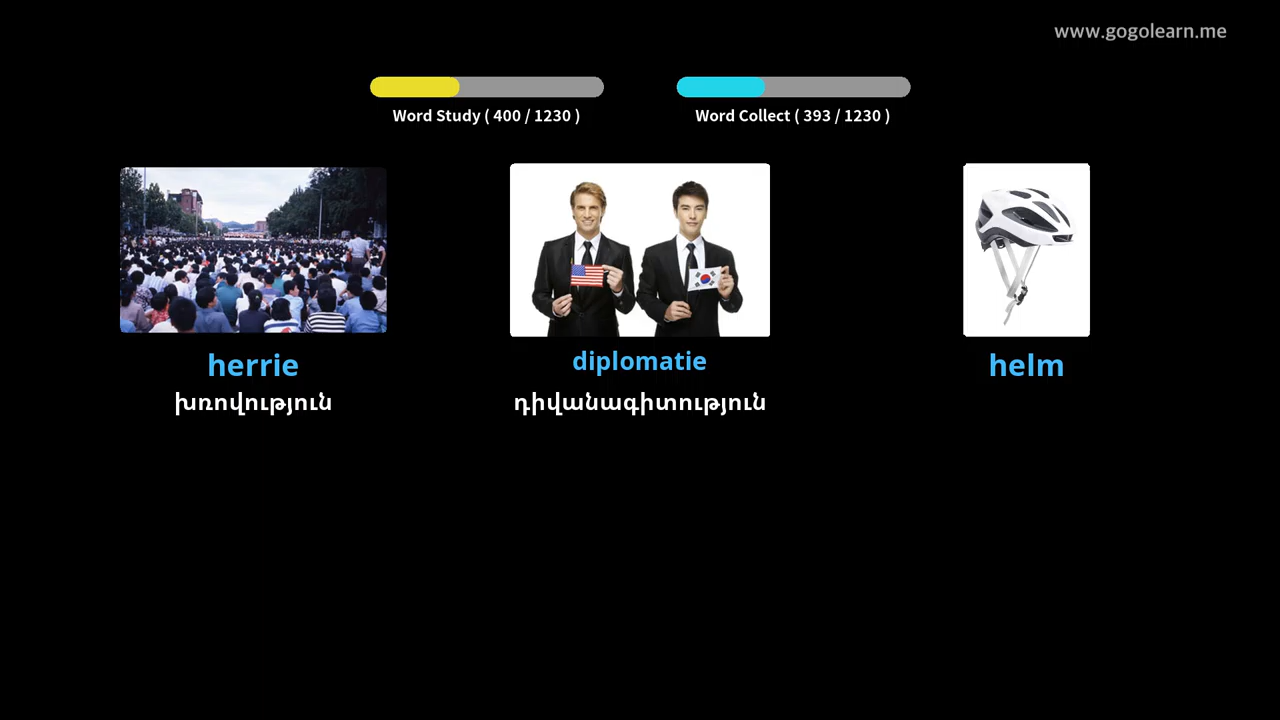 www.gogolearn.me
Word Study ( 400 / 1230 )
Word Collect ( 393 / 1230 )
herrie
diplomatie
helm
խռովություն
դիվանագիտություն